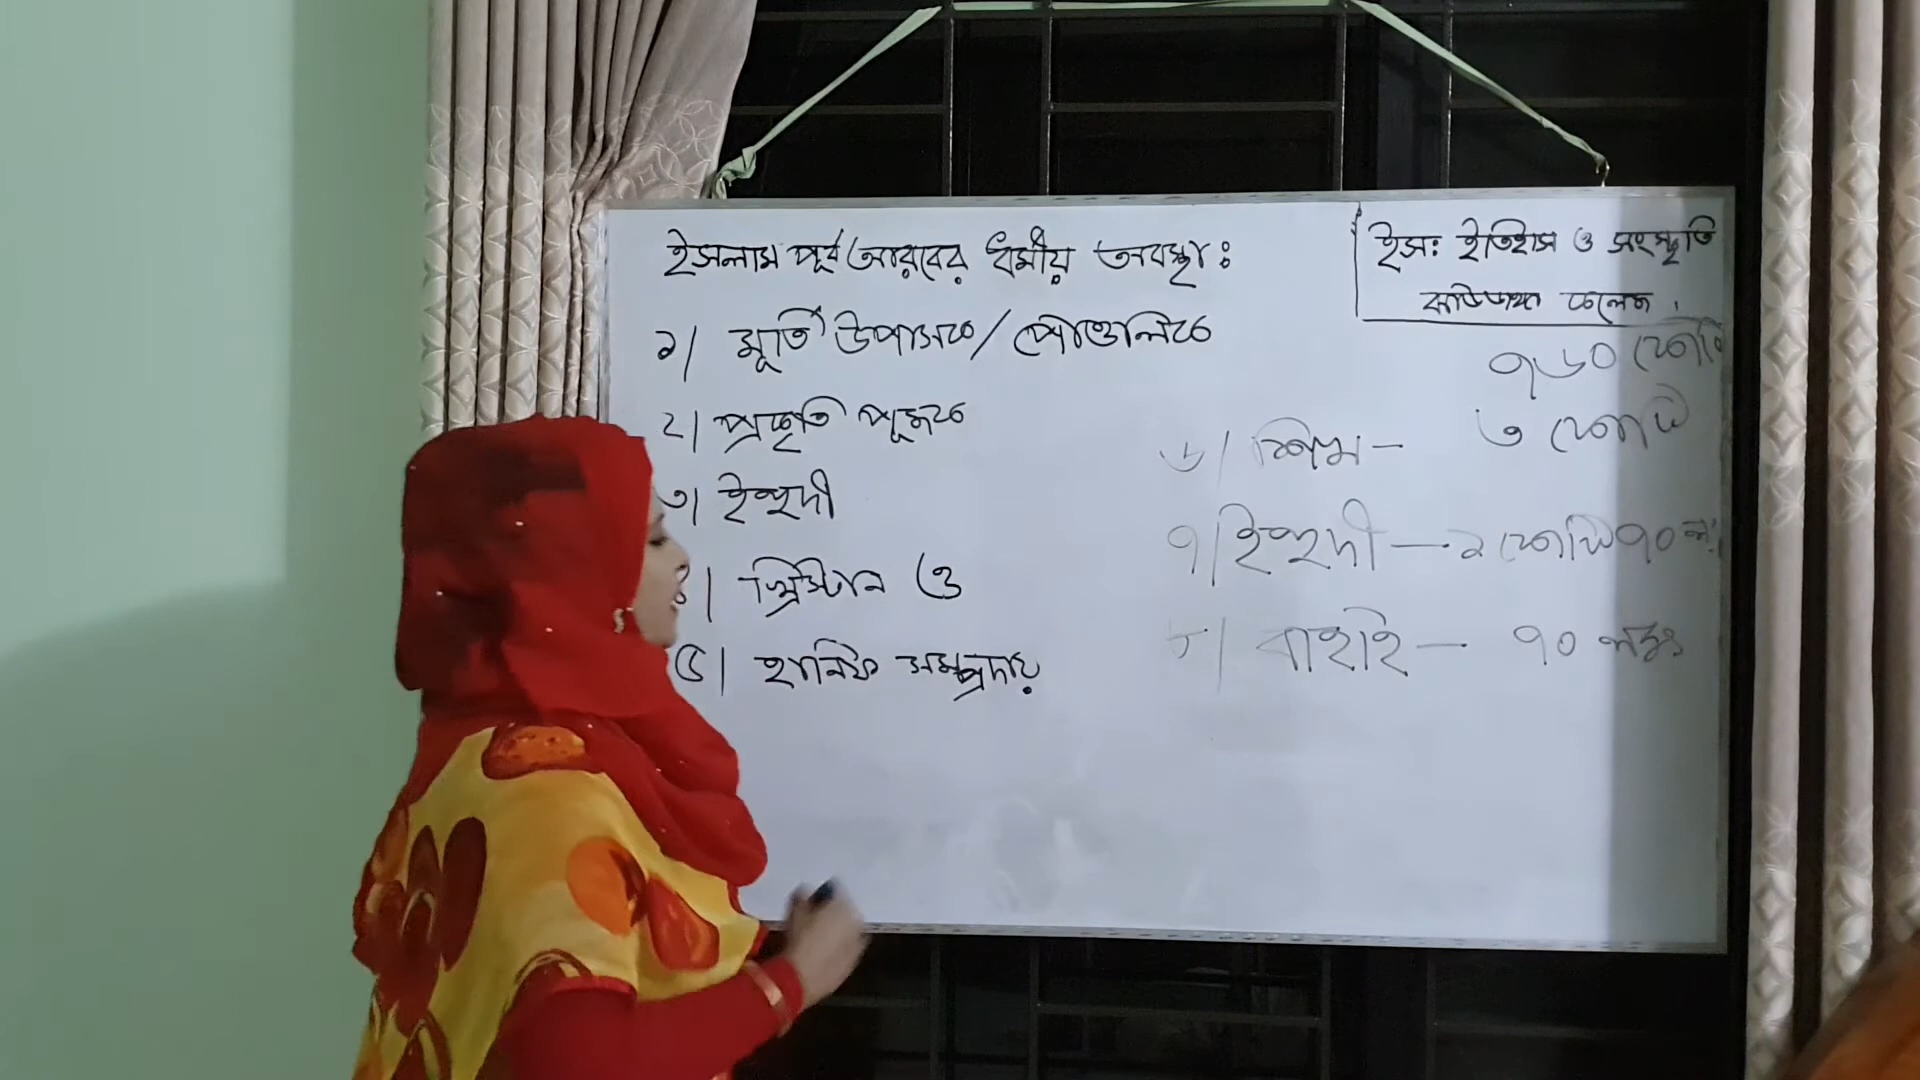 ইসলাম পূর্ব আরবের ধর্মীয় অবস্থা:
১/ মূর্তি উপাসক/পৌত্তলিক
২/ প্রকৃতি পূজক
৩/ ইহুদী
৪/ খ্রিস্টান ও
৫/ হানিফ সম্প্রদায়
ইস: ইতিহাস ও সংস্কৃতি
কলেজ
৭৬০ কোটি
৩ কোটি
৬/ শিখ -
৭/ ইহুদী — ১ কোটি ৭০
৮/ বাহাই — ৭০ লক্ষ